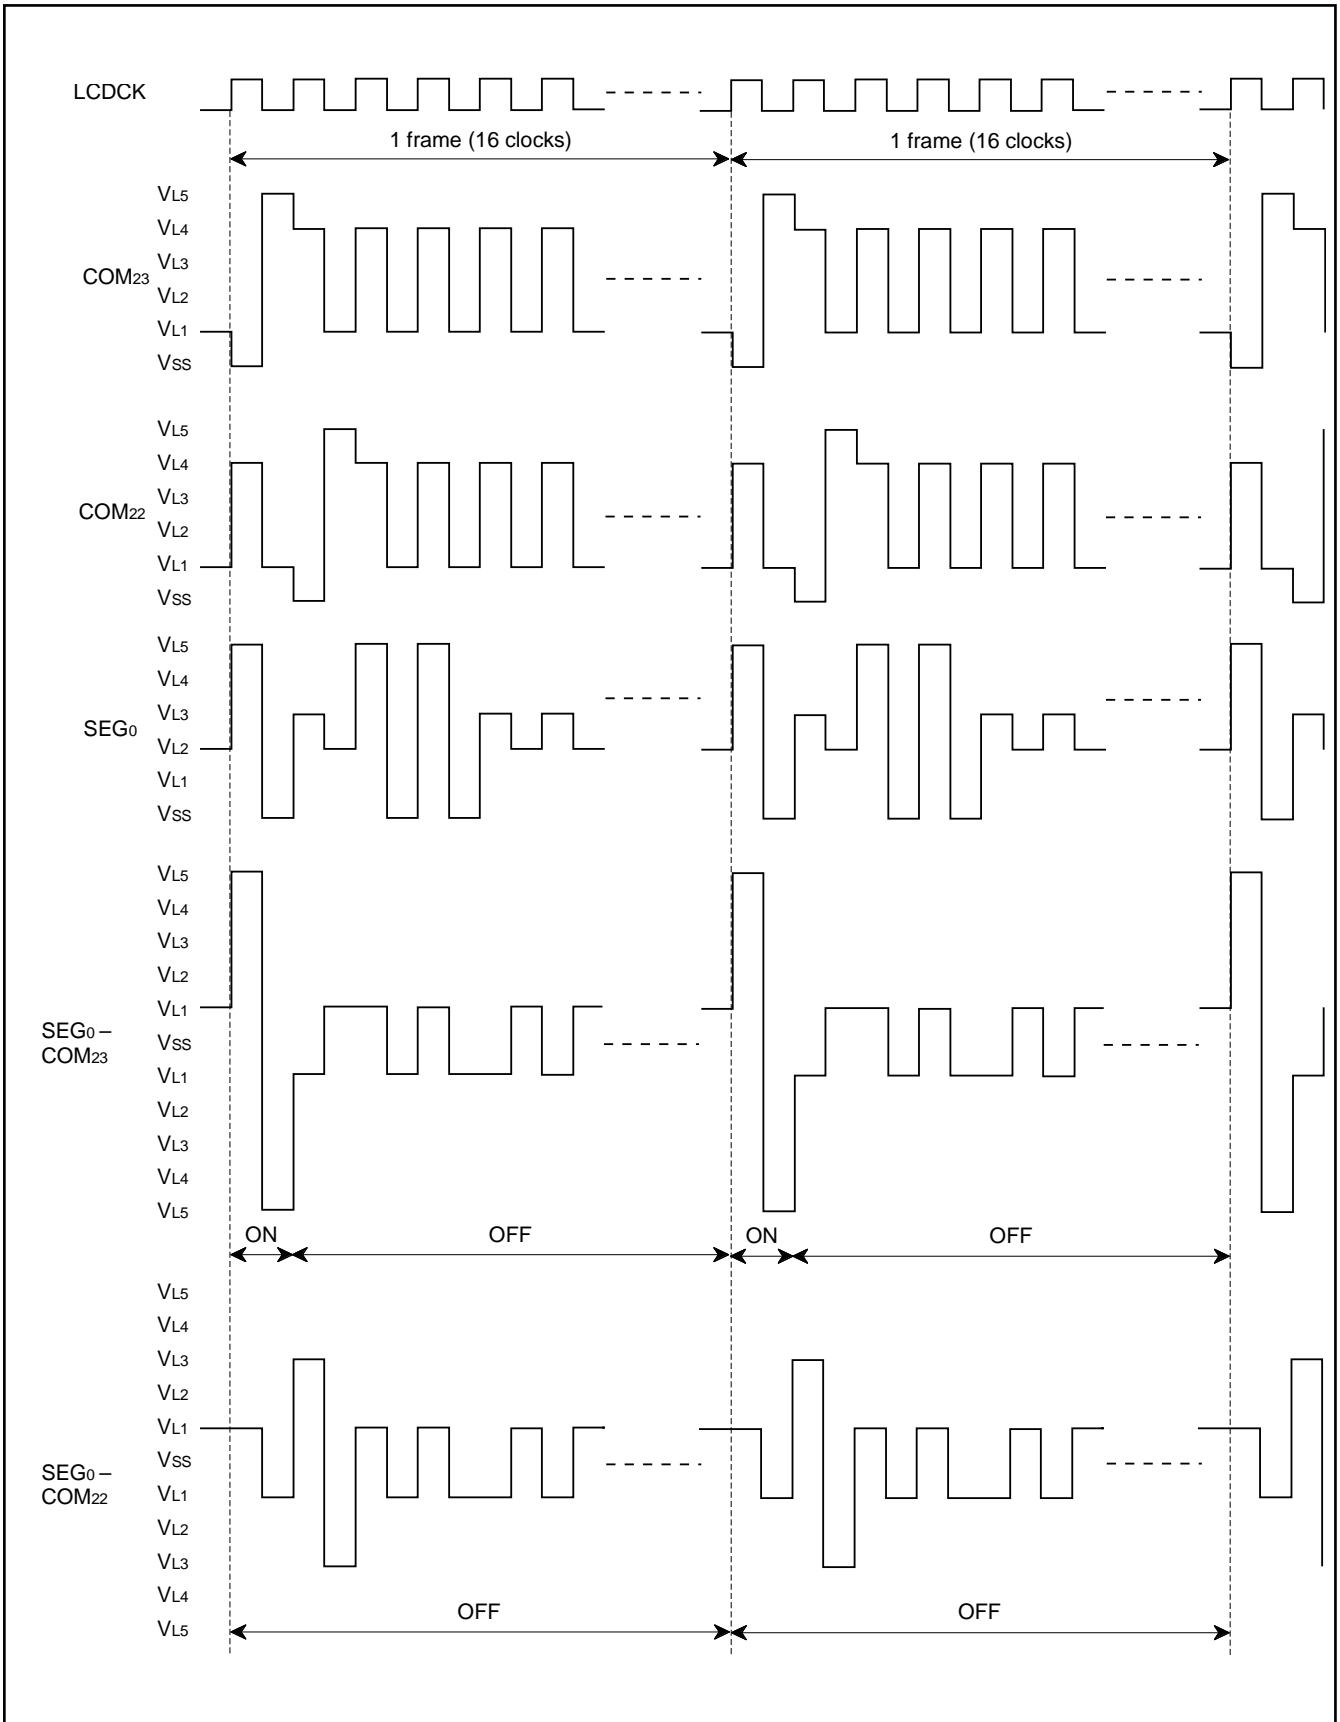 LCDCK
1 frame (16 clocks)
1 frame (16 clocks)
VL5
VL4
VL3
COM23
VL2
VL1
VSS
VL5
VL4
VL3
COM22
VL2
VL1
VSS
VL5
VL4
VL3
SEG0
VL2
VL1
VSS
VL5
VL4
VL3
VL2
VL1
SEG0 –
COM23
VSS
VL1
VL2
VL3
VL4
VL5
ON
OFF
ON
OFF
VL5
VL4
VL3
VL2
VL1
VSS
SEG0 –
COM22
VL1
VL2
VL3
VL4
VL5
OFF
OFF